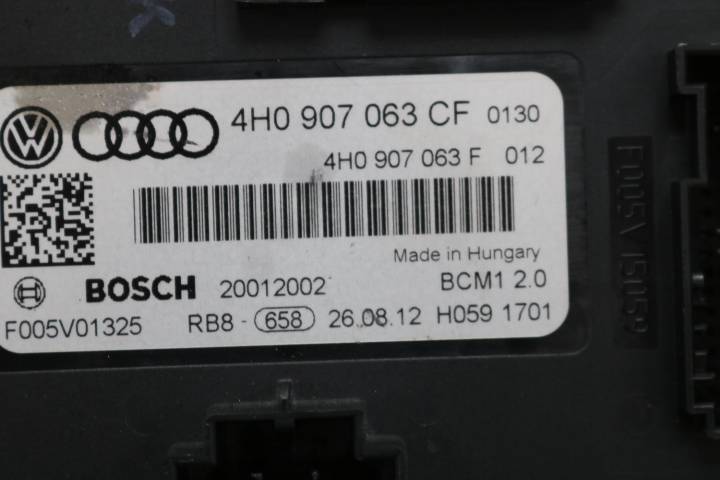 4H0 907 063 CF 0130
4H0 907 063 F 012
Made in Hungary
BOSCH 20012002 BCM1 2.0
F005V01325 RB8 - 658 26.08.12 H059 1701
F005V15059